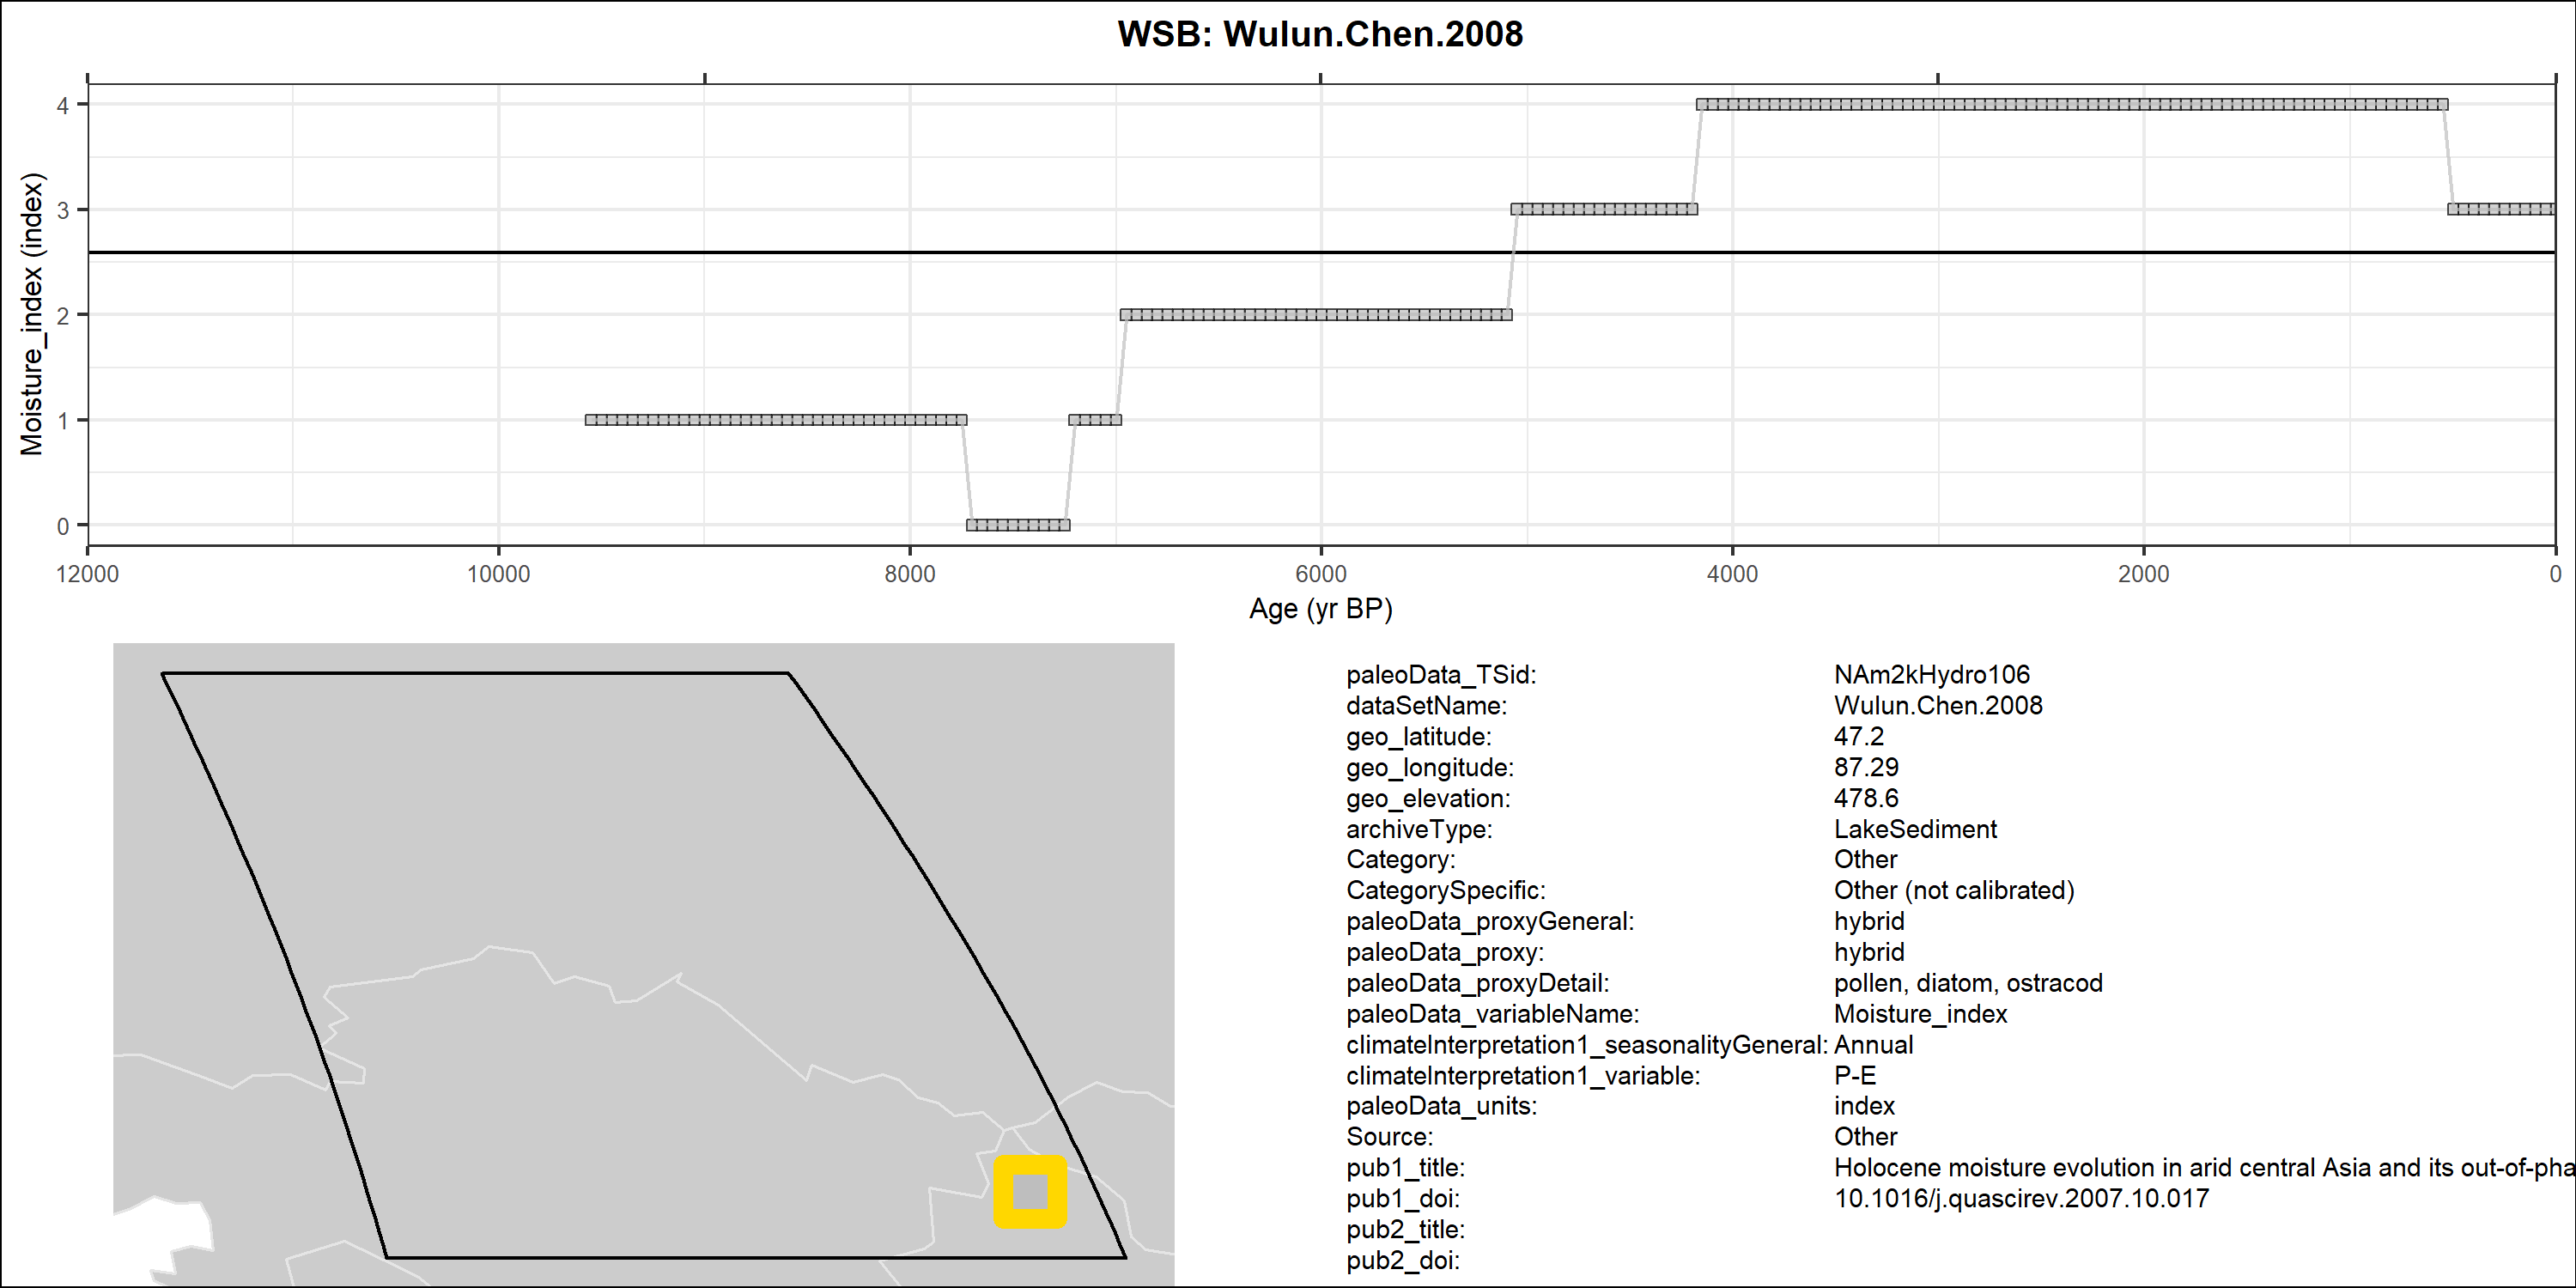 WSB: Wulun.Chen.2008
Moisture_index (index)
4
3
2
1
0
12000 10000 8000 6000 4000 2000 0
Age (yr BP)
paleoData_TSid: NAm2kHydro106
dataSetName: Wulun.Chen.2008
geo_latitude: 47.2
geo_longitude: 87.29
geo_elevation: 478.6
archiveType: LakeSediment
Category: Other
CategorySpecific: Other (not calibrated)
paleoData_proxyGeneral: hybrid
paleoData_proxy: hybrid
paleoData_proxyDetail: pollen, diatom, ostracod
paleoData_variableName: Moisture_index
climateInterpretation1_seasonalityGeneral: Annual
climateInterpretation1_variable: P-E
paleoData_units: index
Source: Other
pub1_title: Holocene moisture evolution in arid central Asia and its out-of-pha
pub1_doi: 10.1016/j.quascirev.2007.10.017
pub2_title:
pub2_doi: